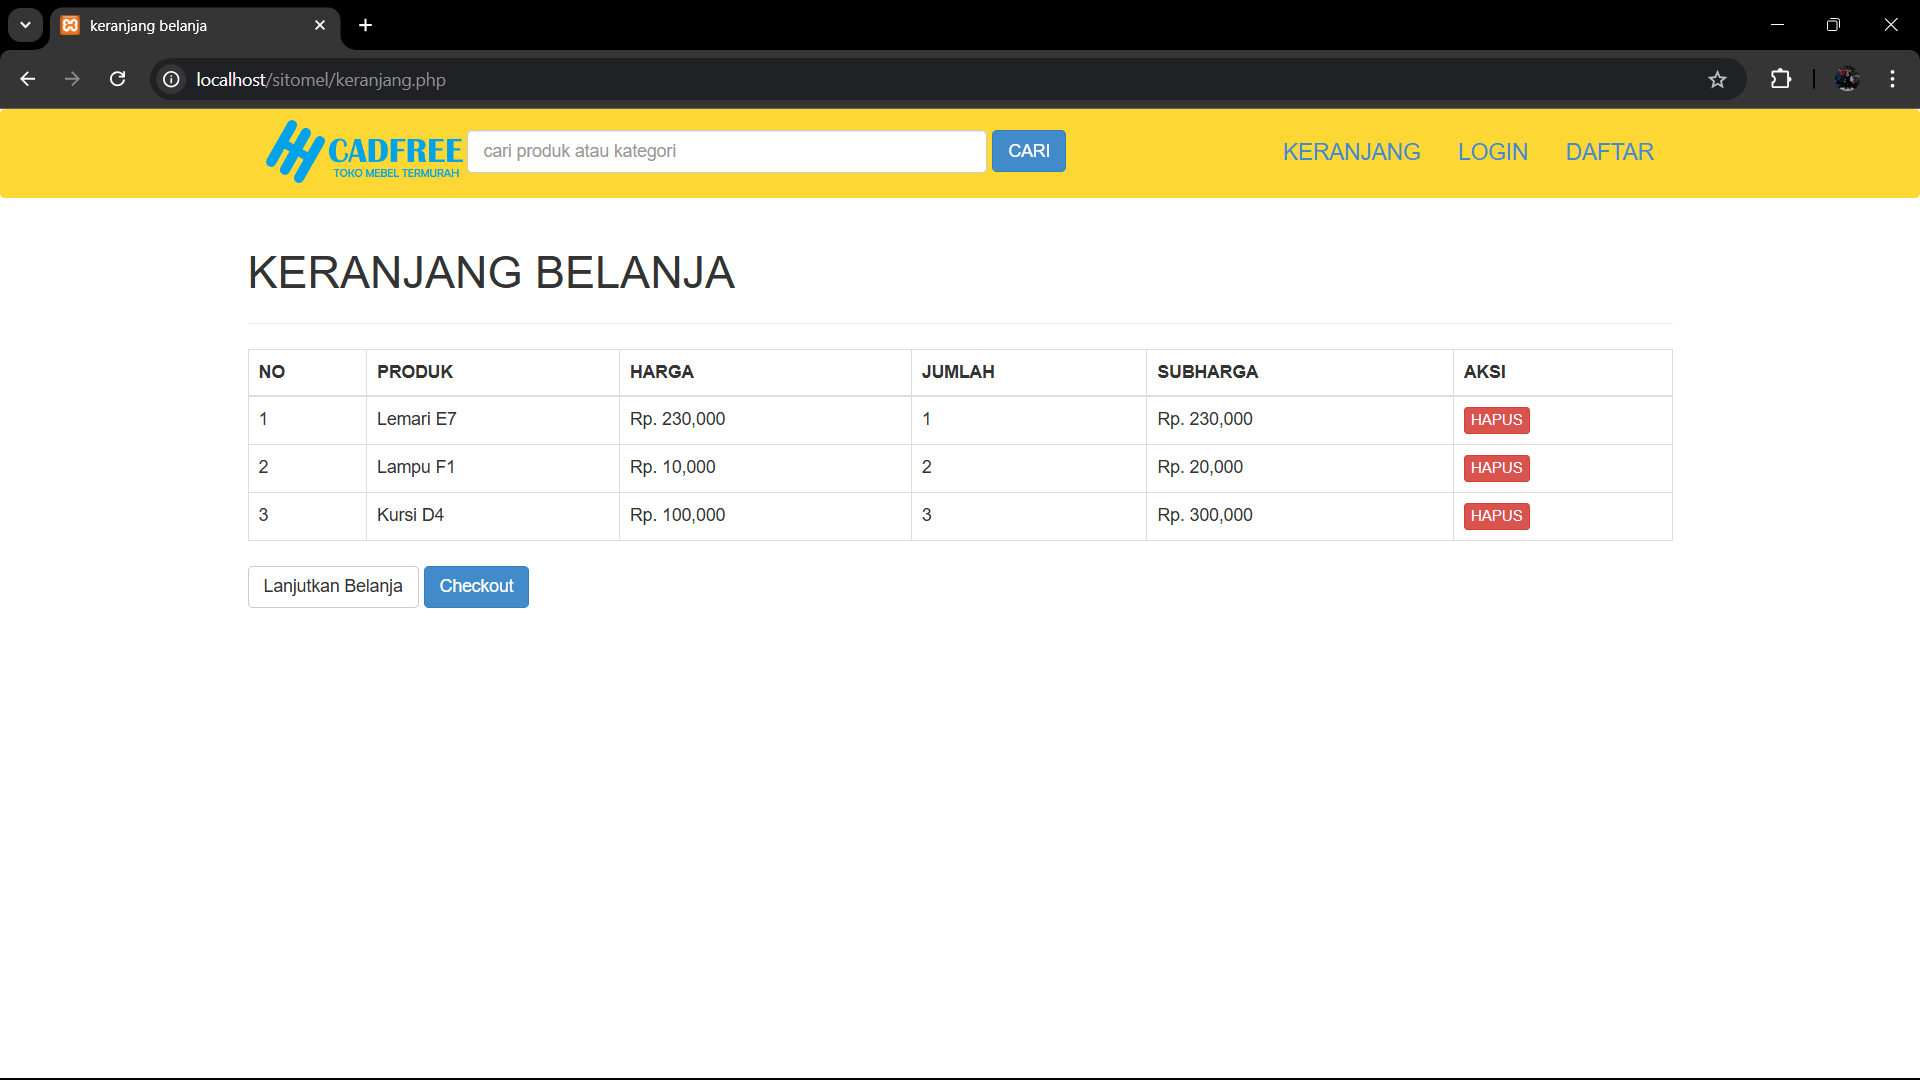 keranjang belanja
localhost/sitomel/keranjang.php
CADFREE
TOKO MEBEL TERMURAH
cari produk atau kategori
CARI
KERANJANG LOGIN DAFTAR
KERANJANG BELANJA
NO PRODUK HARGA JUMLAH SUBHARGA AKSI
1 Lemari E7 Rp. 230,000 1 Rp. 230,000 HAPUS
2 Lampu F1 Rp. 10,000 2 Rp. 20,000 HAPUS
3 Kursi D4 Rp. 100,000 3 Rp. 300,000 HAPUS
Lanjutkan Belanja Checkout